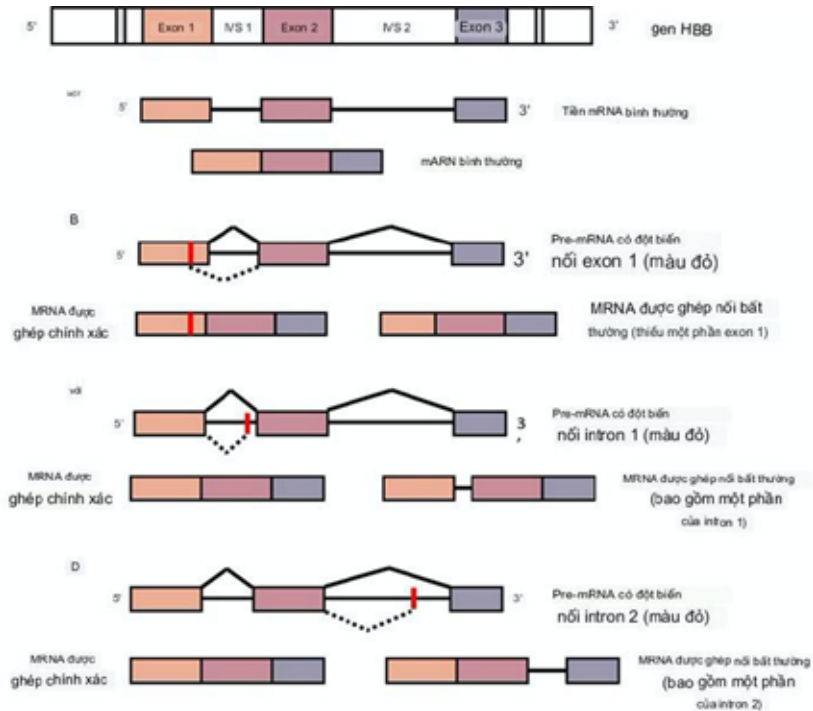 5'
Exon 1
IVS 1
Exon 2
IVS 2
Exon 3
3'
gen HBB
5'
3'
Tiền mRNA bình thường
mARN bình thường
B
5'
3'
Pre-mRNA có đột biến
nối exon 1 (màu đỏ)
MRNA được
ghép chính xác
MRNA được ghép nối bất
thường (thiếu một phần exon 1)
với
5'
3
,
Pre-mRNA có đột biến
nối intron 1 (màu đỏ)
MRNA được
ghép chính xác
MRNA được ghép nối bất thường
(bao gồm một phần
của intron 1)
D
5'
3'
Pre-mRNA có đột biến
nối intron 2 (màu đỏ)
MRNA được
ghép chính xác
MRNA được ghép nối bất thường
(bao gồm một phần
của intron 2)